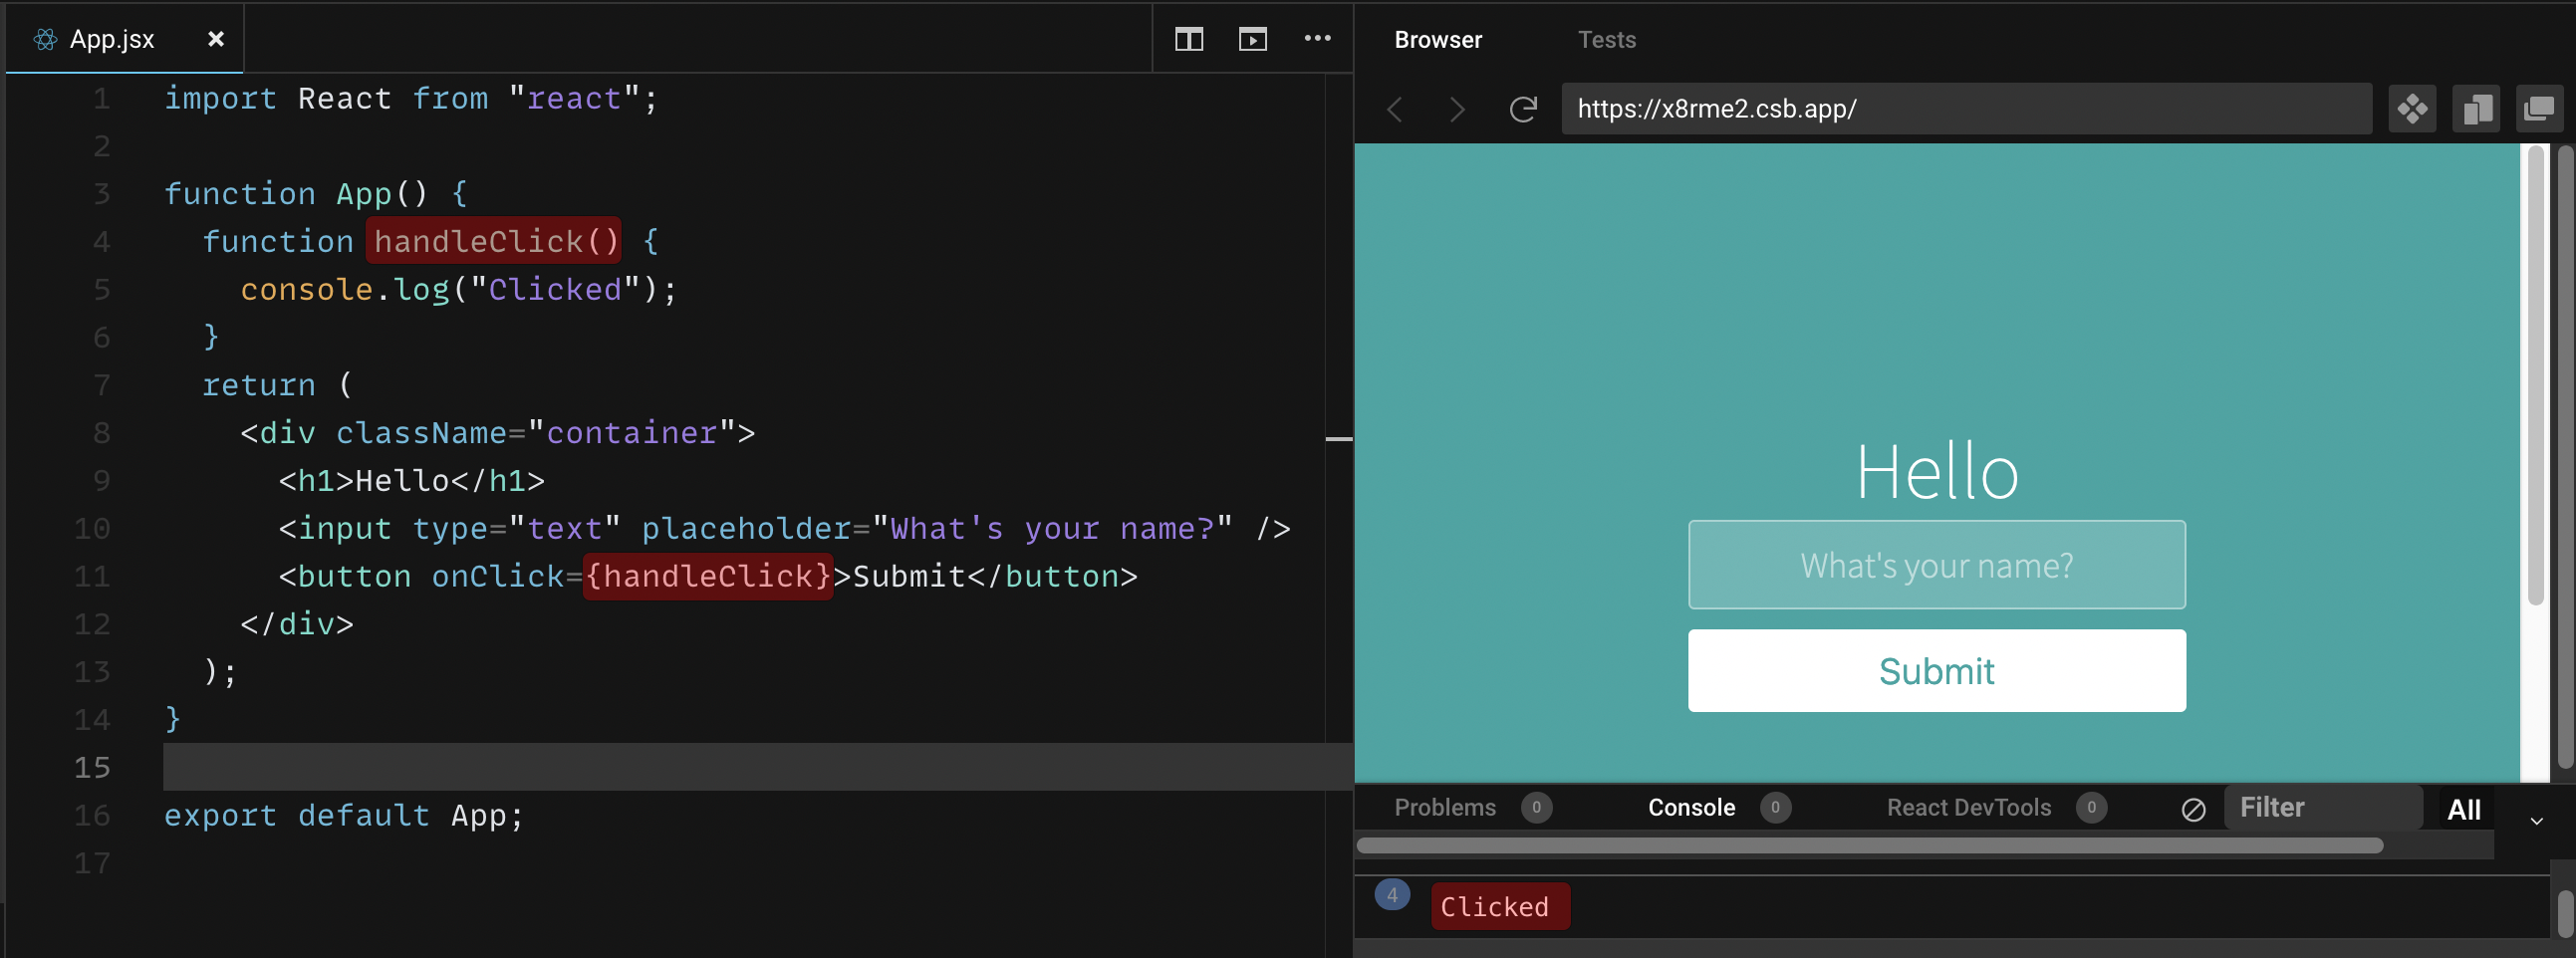 App.jsx
1 import React from "react";
2
3 function App() {
4 function handleClick() {
5 console.log("Clicked");
6 }
7 return (
8 <div className="container">
9 <h1>Hello</h1>
10 <input type="text" placeholder="What's your name?" />
11 <button onClick={handleClick}>Submit</button>
12 </div>
13 );
14 }
15
16 export default App;
17
Browser Tests
https://x8rme2.csb.app/
Hello
What's your name?
Submit
Problems 0 Console 0 React DevTools 0 Filter All
4 Clicked